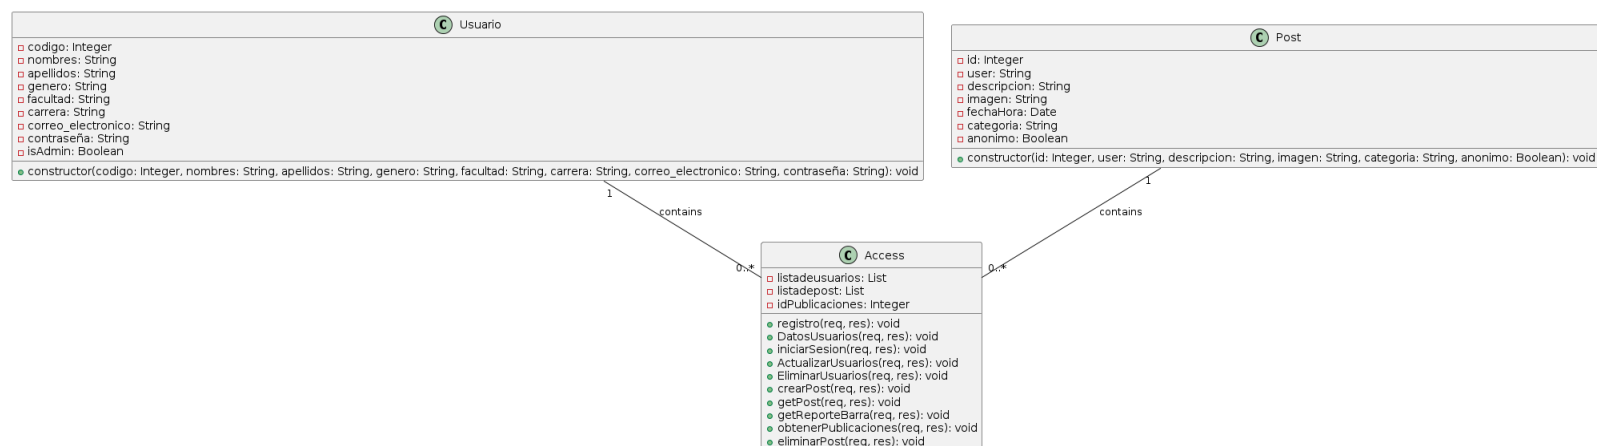 C Usuario
codigo: Integer
nombres: String
apellidos: String
genero: String
facultad: String
carrera: String
correo_electronico: String
contraseña: String
isAdmin: Boolean
constructor(codigo: Integer, nombres: String, apellidos: String, genero: String, facultad: String, carrera: String, correo_electronico: String, contraseña: String): void
C Post
id: Integer
user: String
descripcion: String
imagen: String
fechaHora: Date
categoria: String
anonimo: Boolean
constructor(id: Integer, user: String, descripcion: String, imagen: String, categoria: String, anonimo: Boolean): void
1
contains
0..*
1
contains
0..*
C Access
listadeusuarios: List
listadepost: List
idPublicaciones: Integer
registro(req, res): void
DatosUsuarios(req, res): void
iniciarSesion(req, res): void
ActualizarUsuarios(req, res): void
EliminarUsuarios(req, res): void
crearPost(req, res): void
getPost(req, res): void
getReporteBarra(req, res): void
obtenerPublicaciones(req, res): void
eliminarPost(req, res): void